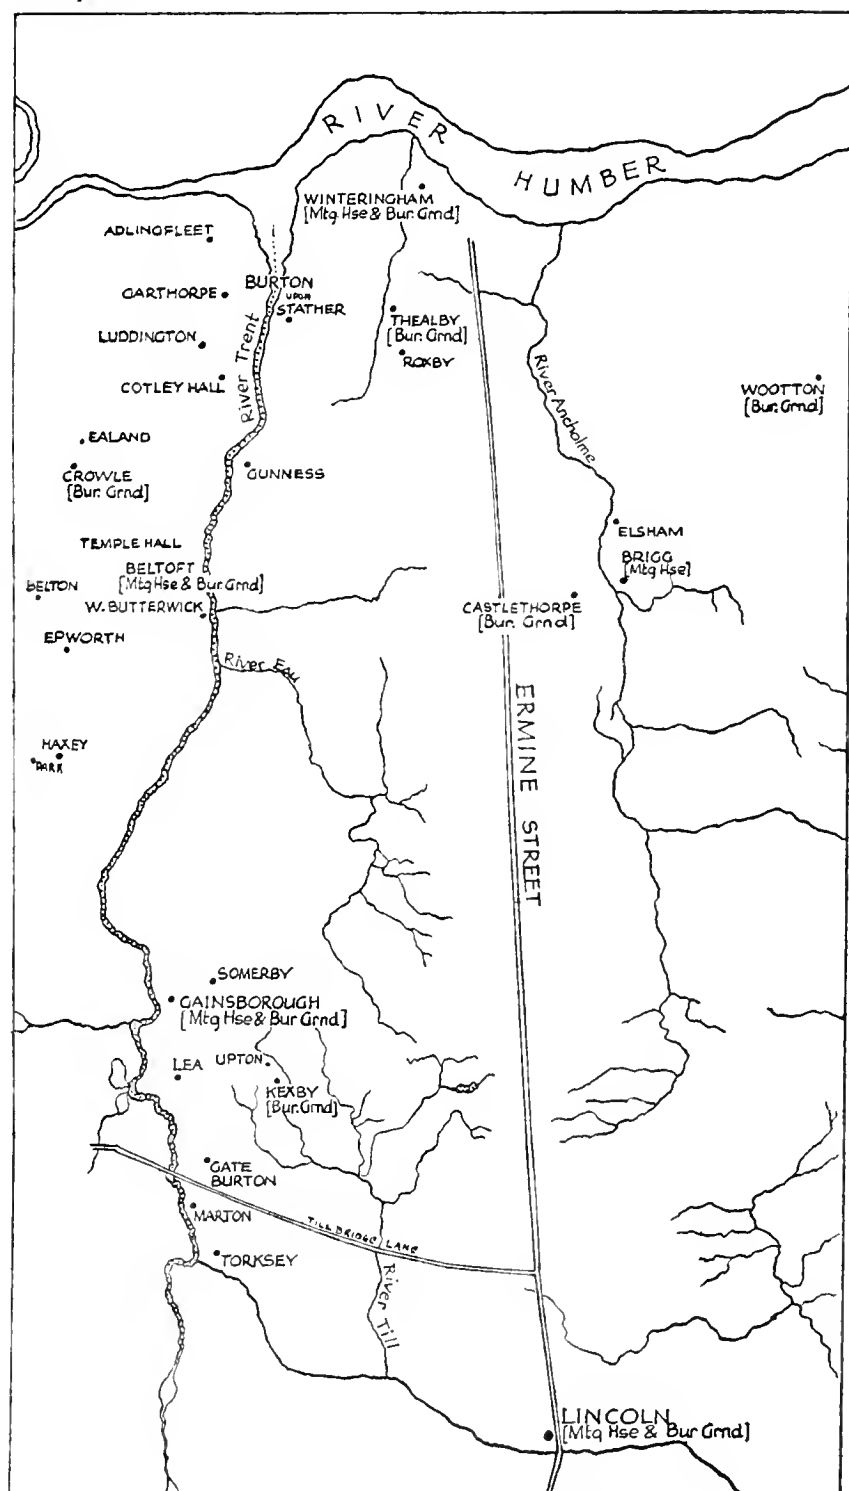 RIVER
HUMBER
WINTERINGHAM
[Mtg Hse & Bur. Grnd]
ADLINGFLEET
BURTON
UPON
STATHER
GARTHORPE
THEALBY
[Bur. Grnd]
LUDDINGTON
River Trent
ROXBY
River Ancholme
COTLEY HALL
WOOTTON
[Bur. Grnd]
EALAND
CROWLE
[Bur. Grnd]
GUNNESS
ELSHAM
TEMPLE HALL
BRIGG
[Mtg Hse]
BELTOFT
[Mtg Hse & Bur. Grnd]
BELTON
W. BUTTERWICK
CASTLETHORPE
[Bur. Grnd]
EPWORTH
River Eau
ERMINE STREET
HAXEY
PARK
SOMERBY
GAINSBOROUGH
[Mtg Hse & Bur Grnd]
LEA
UPTON
KEXBY
[Bur. Grnd]
GATE
BURTON
MARTON
TILLBRIDGE LANE
TORKSEY
River Till
LINCOLN
[Mtg Hse & Bur Grnd]